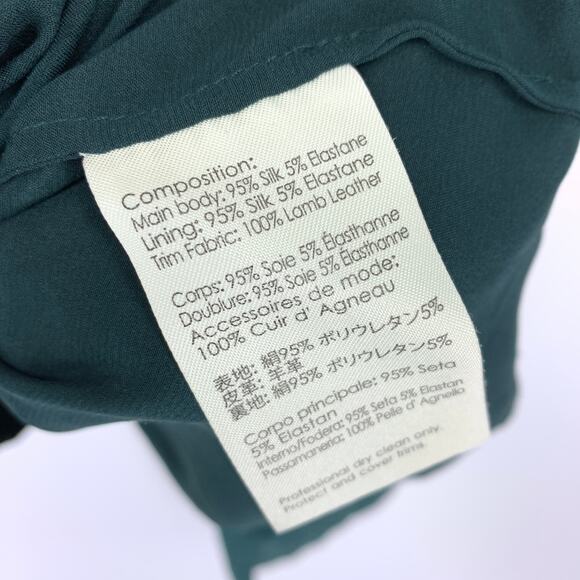 Composition:
Main body: 95% Silk 5% Elastane
Lining: 95% Silk 5% Elastane
Trim Fabric: 100% Lamb Leather
Corps: 95% Soie 5% Élasthanne
Doublure: 95% Soie 5% Élasthanne
Accessoires de mode:
100% Cuir d' Agneau
表地: 絹95% ポリウレタン5%
皮革: 羊革
裏地: 絹95% ポリウレタン5%
Corpo principale: 95% Seta
5% Elastan
Interno/Fodera: 95% Seta 5% Elastan
Passamaneria: 100% Pelle d' Agnella
Professional dry clean only.
Protect and cover trims.